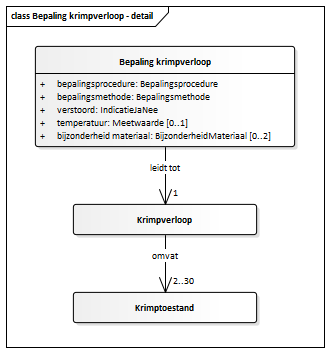 class Bepaling krimpverloop - detail
Bepaling krimpverloop
+ bepalingsprocedure: Bepalingsprocedure
+ bepalingsmethode: Bepalingsmethode
+ verstoord: IndicatieJaNee
+ temperatuur: Meetwaarde [0..1]
+ bijzonderheid materiaal: BijzonderheidMateriaal [0..2]
leidt tot
1
Krimpverloop
omvat
2..30
Krimptoestand